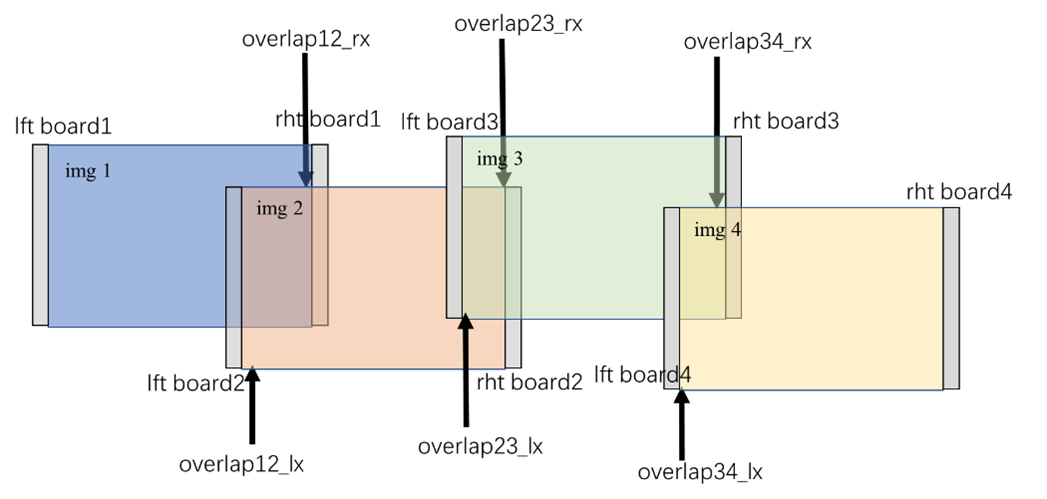 overlap12_rx
overlap23_rx
overlap34_rx
lft board1
rht board1
lft board3
rht board3
img 1
img 3
rht board4
img 2
img 4
lft board2
rht board2
lft board4
overlap12_lx
overlap23_lx
overlap34_lx